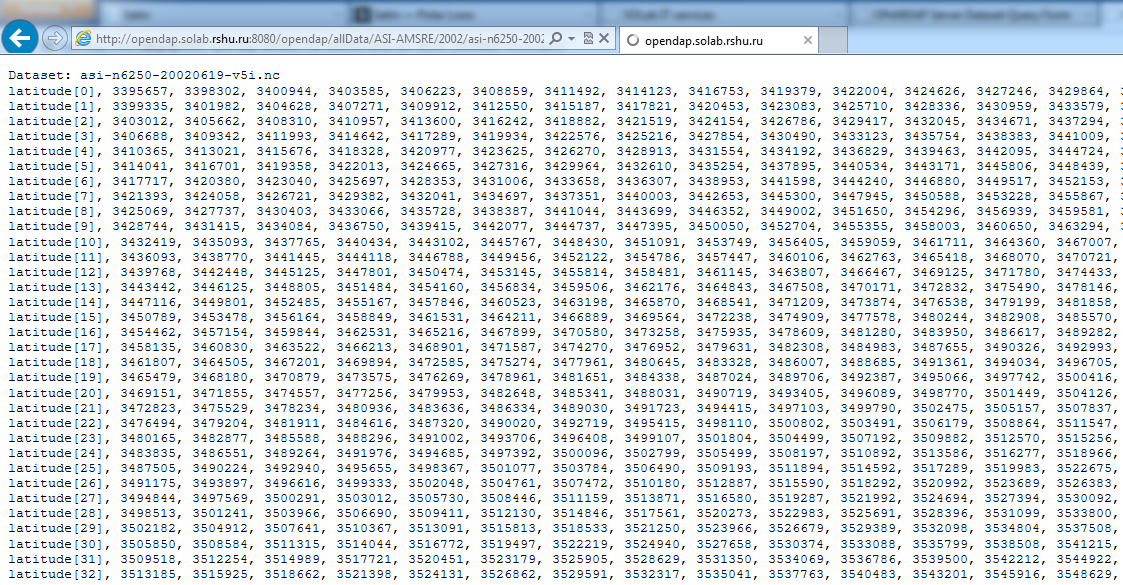 http://opendap.solab.rshu.ru:8080/opendap/allData/ASI-AMSRE/2002/asi-n6250-2002
opendap.solab.rshu.ru
Dataset: asi-n6250-20020619-v5i.nc
latitude[0], 3395657, 3398302, 3400944, 3403585, 3406223, 3408859, 3411492, 3414123, 3416753, 3419379, 3422004, 3424626, 3427246, 3429864,
latitude[1], 3399335, 3401982, 3404628, 3407271, 3409912, 3412550, 3415187, 3417821, 3420453, 3423083, 3425710, 3428336, 3430959, 3433579,
latitude[2], 3403012, 3405662, 3408310, 3410957, 3413600, 3416242, 3418882, 3421519, 3424154, 3426786, 3429417, 3432045, 3434671, 3437294,
latitude[3], 3406688, 3409342, 3411993, 3414642, 3417289, 3419934, 3422576, 3425216, 3427854, 3430490, 3433123, 3435754, 3438383, 3441009,
latitude[4], 3410365, 3413021, 3415676, 3418328, 3420977, 3423625, 3426270, 3428913, 3431554, 3434192, 3436829, 3439463, 3442095, 3444724,
latitude[5], 3414041, 3416701, 3419358, 3422013, 3424665, 3427316, 3429964, 3432610, 3435254, 3437895, 3440534, 3443171, 3445806, 3448439,
latitude[6], 3417717, 3420380, 3423040, 3425697, 3428353, 3431006, 3433658, 3436307, 3438953, 3441598, 3444240, 3446880, 3449517, 3452153,
latitude[7], 3421393, 3424058, 3426721, 3429382, 3432041, 3434697, 3437351, 3440003, 3442653, 3445300, 3447945, 3450588, 3453228, 3455867,
latitude[8], 3425069, 3427737, 3430403, 3433066, 3435728, 3438387, 3441044, 3443699, 3446352, 3449002, 3451650, 3454296, 3456939, 3459581,
latitude[9], 3428744, 3431415, 3434084, 3436750, 3439415, 3442077, 3444737, 3447395, 3450050, 3452704, 3455355, 3458003, 3460650, 3463294,
latitude[10], 3432419, 3435093, 3437765, 3440434, 3443102, 3445767, 3448430, 3451091, 3453749, 3456405, 3459059, 3461711, 3464360, 3467007,
latitude[11], 3436093, 3438770, 3441445, 3444118, 3446788, 3449456, 3452122, 3454786, 3457447, 3460106, 3462763, 3465418, 3468070, 3470721,
latitude[12], 3439768, 3442448, 3445125, 3447801, 3450474, 3453145, 3455814, 3458481, 3461145, 3463807, 3466467, 3469125, 3471780, 3474433,
latitude[13], 3443442, 3446125, 3448805, 3451484, 3454160, 3456834, 3459506, 3462176, 3464843, 3467508, 3470171, 3472832, 3475490, 3478146,
latitude[14], 3447116, 3449801, 3452485, 3455167, 3457846, 3460523, 3463198, 3465870, 3468541, 3471209, 3473874, 3476538, 3479199, 3481858,
latitude[15], 3450789, 3453478, 3456164, 3458849, 3461531, 3464211, 3466889, 3469564, 3472238, 3474909, 3477578, 3480244, 3482908, 3485570,
latitude[16], 3454462, 3457154, 3459844, 3462531, 3465216, 3467899, 3470580, 3473258, 3475935, 3478609, 3481280, 3483950, 3486617, 3489282,
latitude[17], 3458135, 3460830, 3463522, 3466213, 3468901, 3471587, 3474270, 3476952, 3479631, 3482308, 3484983, 3487655, 3490326, 3492993,
latitude[18], 3461807, 3464505, 3467201, 3469894, 3472585, 3475274, 3477961, 3480645, 3483328, 3486007, 3488685, 3491361, 3494034, 3496705,
latitude[19], 3465479, 3468180, 3470879, 3473575, 3476269, 3478961, 3481651, 3484338, 3487024, 3489706, 3492387, 3495066, 3497742, 3500416,
latitude[20], 3469151, 3471855, 3474557, 3477256, 3479953, 3482648, 3485341, 3488031, 3490719, 3493405, 3496089, 3498770, 3501449, 3504126,
latitude[21], 3472823, 3475529, 3478234, 3480936, 3483636, 3486334, 3489030, 3491723, 3494415, 3497103, 3499790, 3502475, 3505157, 3507837,
latitude[22], 3476494, 3479204, 3481911, 3484616, 3487320, 3490020, 3492719, 3495415, 3498110, 3500802, 3503491, 3506179, 3508864, 3511547,
latitude[23], 3480165, 3482877, 3485588, 3488296, 3491002, 3493706, 3496408, 3499107, 3501804, 3504499, 3507192, 3509882, 3512570, 3515256,
latitude[24], 3483835, 3486551, 3489264, 3491976, 3494685, 3497392, 3500096, 3502799, 3505499, 3508197, 3510892, 3513586, 3516277, 3518966,
latitude[25], 3487505, 3490224, 3492940, 3495655, 3498367, 3501077, 3503784, 3506490, 3509193, 3511894, 3514592, 3517289, 3519983, 3522675,
latitude[26], 3491175, 3493897, 3496616, 3499333, 3502048, 3504761, 3507472, 3510180, 3512887, 3515590, 3518292, 3520992, 3523689, 3526383,
latitude[27], 3494844, 3497569, 3500291, 3503012, 3505730, 3508446, 3511159, 3513871, 3516580, 3519287, 3521992, 3524694, 3527394, 3530092,
latitude[28], 3498513, 3501241, 3503966, 3506690, 3509411, 3512130, 3514846, 3517561, 3520273, 3522983, 3525691, 3528396, 3531099, 3533800,
latitude[29], 3502182, 3504912, 3507641, 3510367, 3513091, 3515813, 3518533, 3521250, 3523966, 3526679, 3529389, 3532098, 3534804, 3537508,
latitude[30], 3505850, 3508584, 3511315, 3514044, 3516772, 3519497, 3522219, 3524940, 3527658, 3530374, 3533088, 3535799, 3538508, 3541215,
latitude[31], 3509518, 3512254, 3514989, 3517721, 3520451, 3523179, 3525905, 3528629, 3531350, 3534069, 3536786, 3539500, 3542212, 3544922,
latitude[32], 3513185, 3515925, 3518662, 3521398, 3524131, 3526862, 3529591, 3532317, 3535041, 3537763, 3540483, 3543201, 3545916, 3548629,